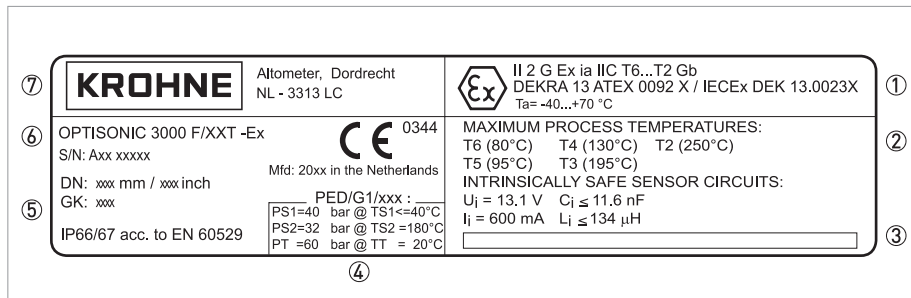 ⑦ KROHNE Altometer, Dordrecht
NL - 3313 LC
Ex II 2 G Ex ia IIC T6...T2 Gb
DEKRA 13 ATEX 0092 X / IECEx DEK 13.0023X
Ta= -40...+70 °C
①
⑥ OPTISONIC 3000 F/XXT -Ex
S/N: Axx xxxxx
CE 0344
Mfd: 20xx in the Netherlands
DN: xxx mm / xxx inch
⑤ GK: xxx
IP66/67 acc. to EN 60529
PED/G1/xxx :
PS1=40 bar @ TS1<=40°C
PS2=32 bar @ TS2 =180°C
PT =60 bar @ TT = 20°C
④
MAXIMUM PROCESS TEMPERATURES:
②
T6 (80°C) T4 (130°C) T2 (250°C)
T5 (95°C) T3 (195°C)
INTRINSICALLY SAFE SENSOR CIRCUITS:
Ui = 13.1 V Ci ≤ 11.6 nF
Ii = 600 mA Li ≤ 134 μH
③